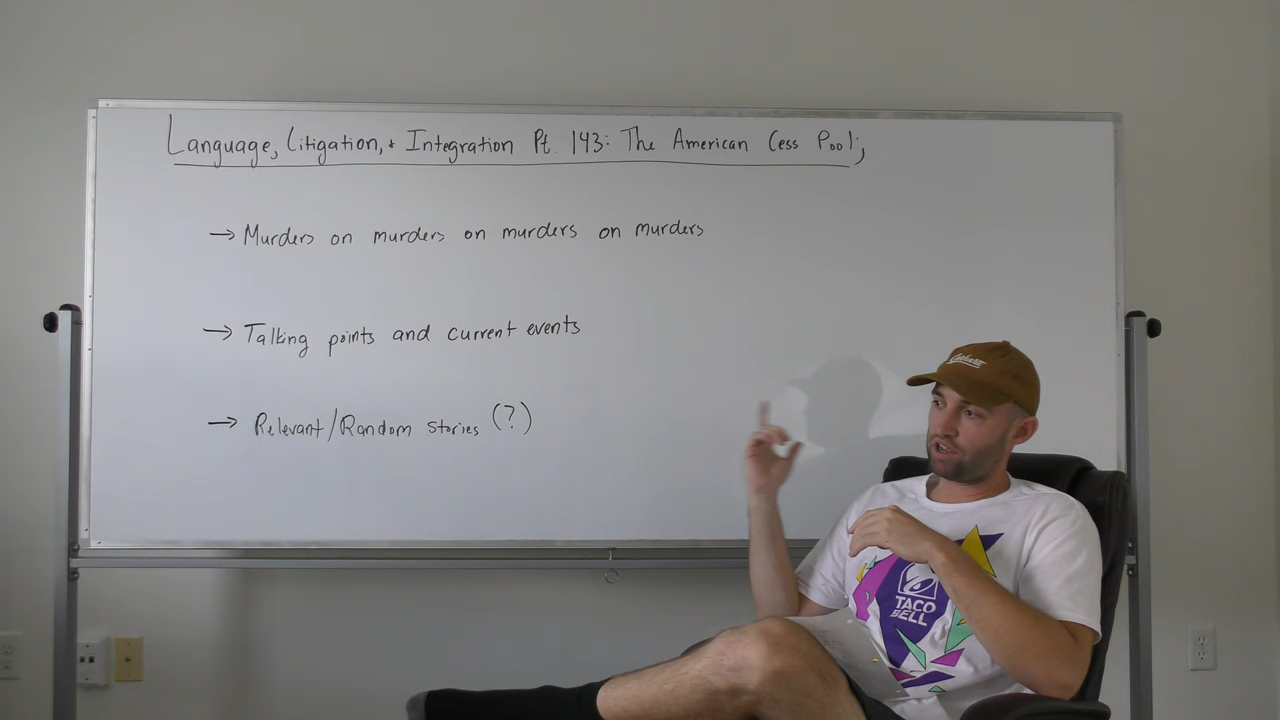 Language, Litigation, + Integration Pt. 143: The American Cess Pool;
→ Murders on murders on murders on murders
→ Talking points and current events
→ Relevant/Random stories (?)
TACO
BELL